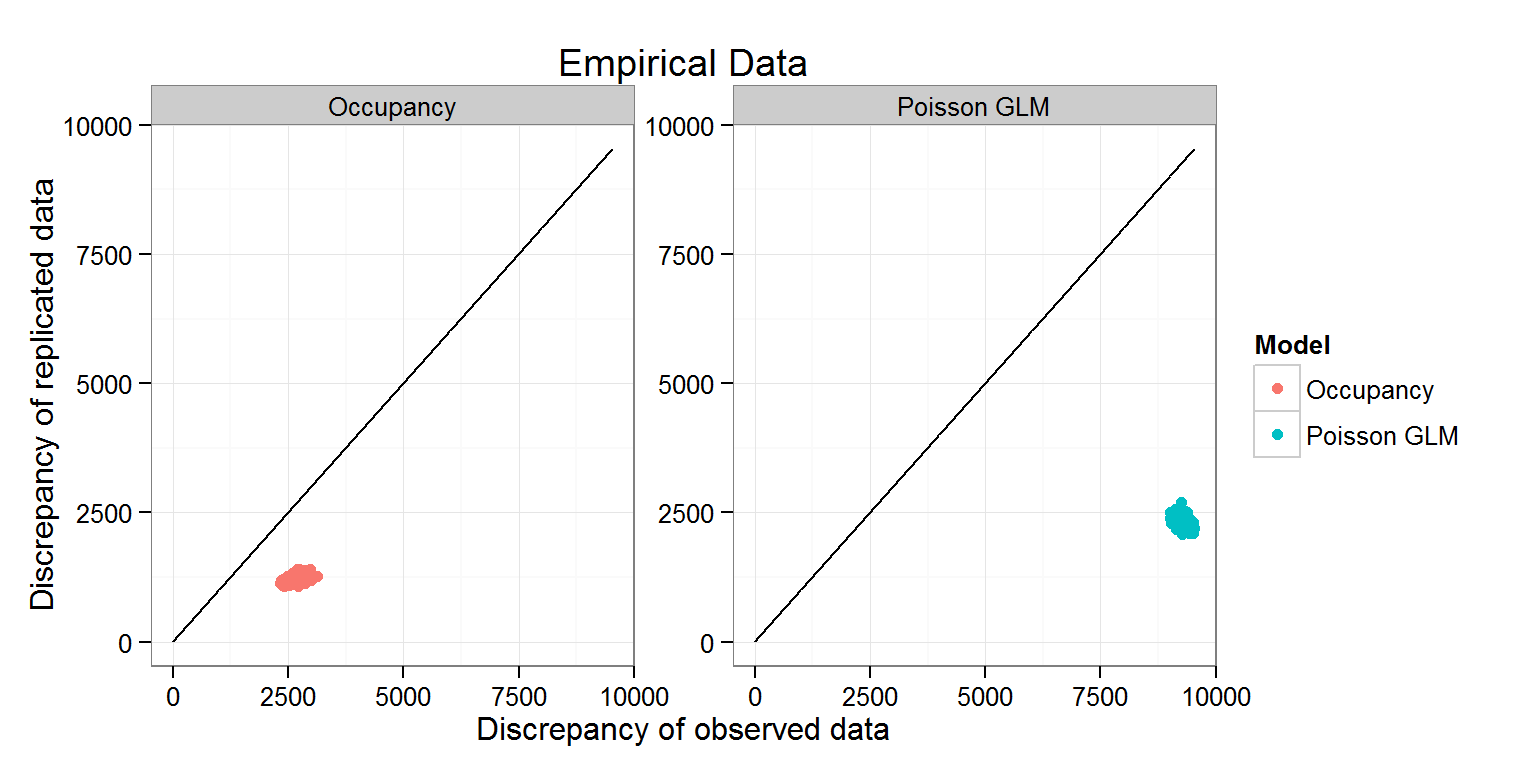 Empirical Data
Occupancy
Poisson GLM
Discrepancy of replicated data
10000
7500
5000
2500
0
10000
7500
5000
2500
0
0 2500 5000 7500 10000
0 2500 5000 7500 10000
Discrepancy of observed data
Model
Occupancy
Poisson GLM